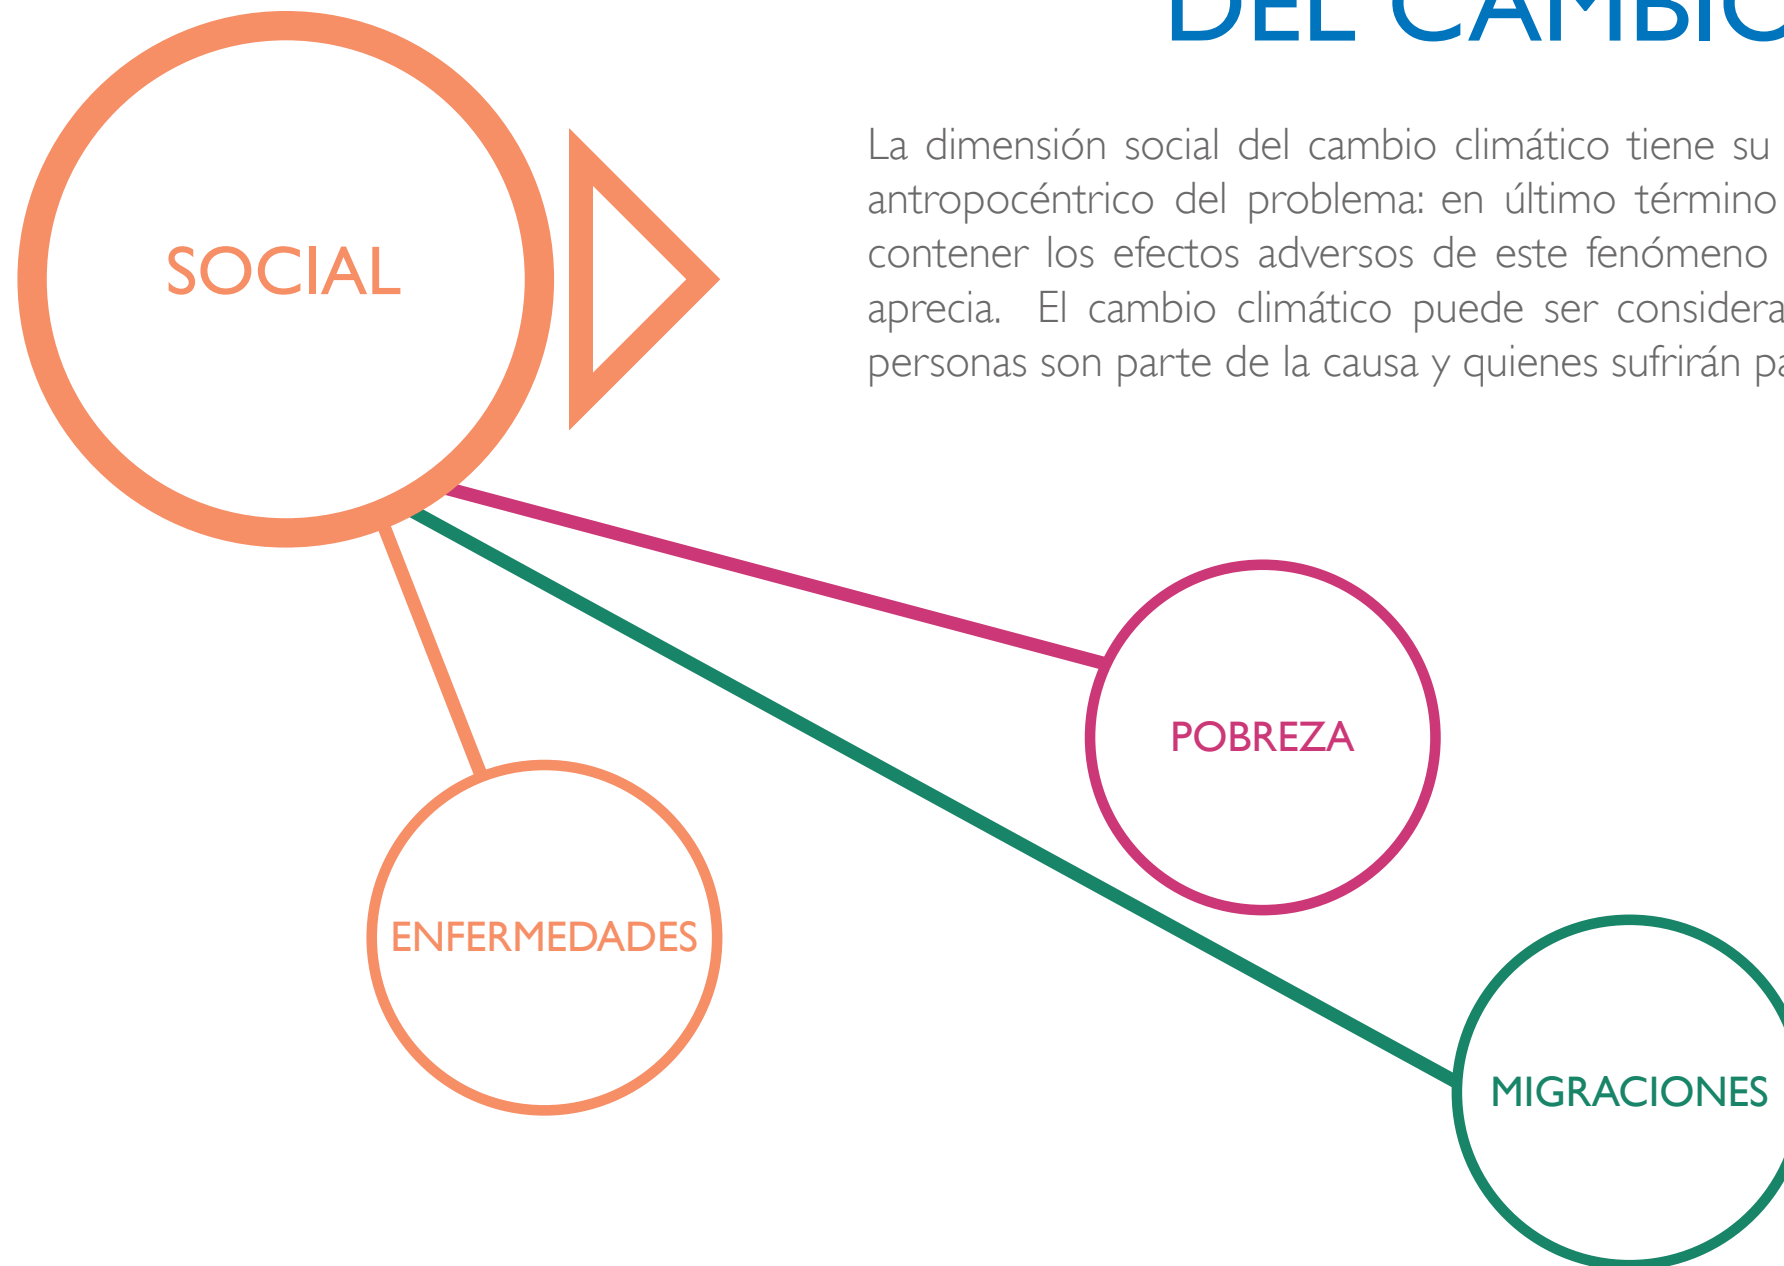 DEL CAMBIO
La dimensión social del cambio climático tiene su
antropocéntrico del problema: en último término
contener los efectos adversos de este fenómeno
aprecia. El cambio climático puede ser considera
personas son parte de la causa y quienes sufrirán pa
SOCIAL
POBREZA
ENFERMEDADES
MIGRACIONES